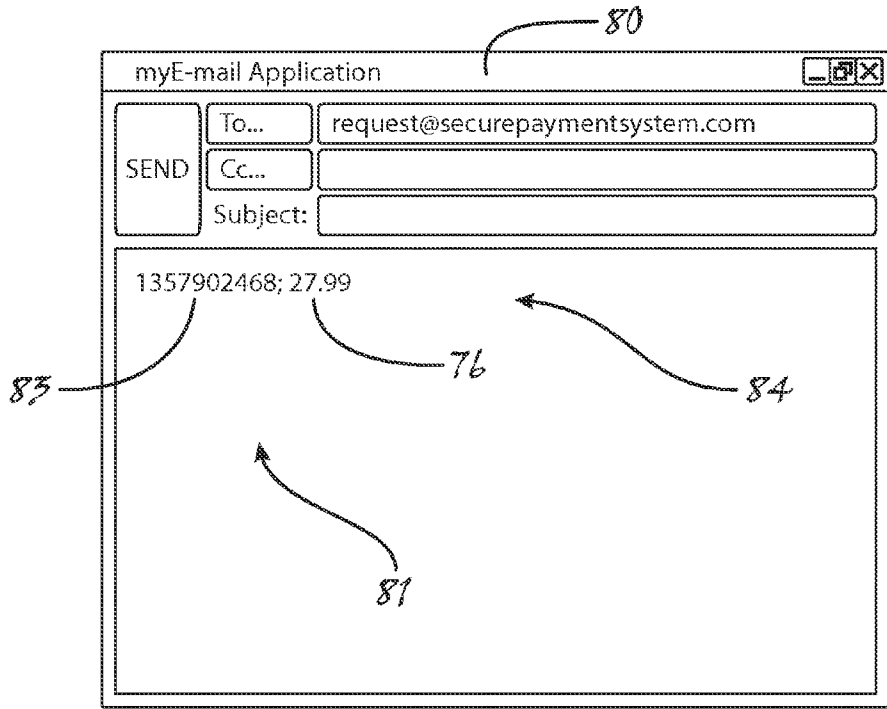 80
myE-mail Application
To... request@securepaymentsystem.com
SEND Cc...
Subject:
1357902468; 27.99
76
83 84
81